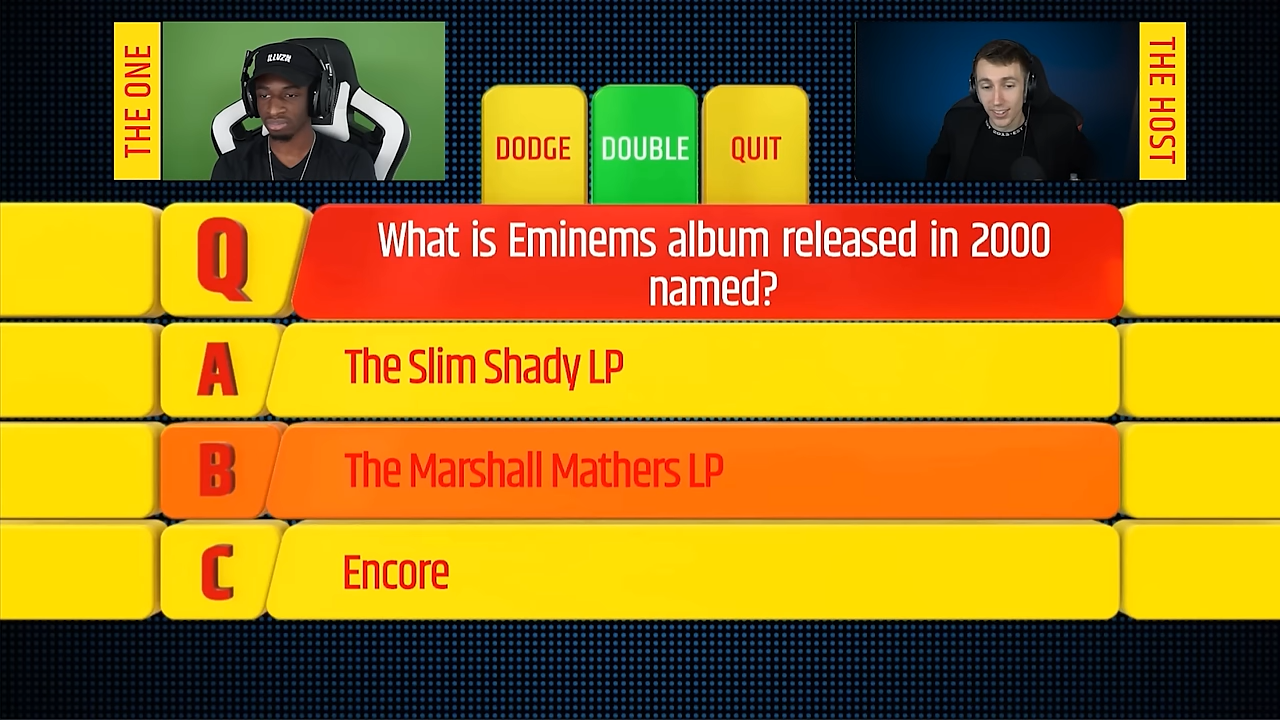 THE ONE
ILLVZN
DODGE
DOUBLE
QUIT
THE HOST
Q
What is Eminems album released in 2000
named?
A
The Slim Shady LP
B
The Marshall Mathers LP
C
Encore